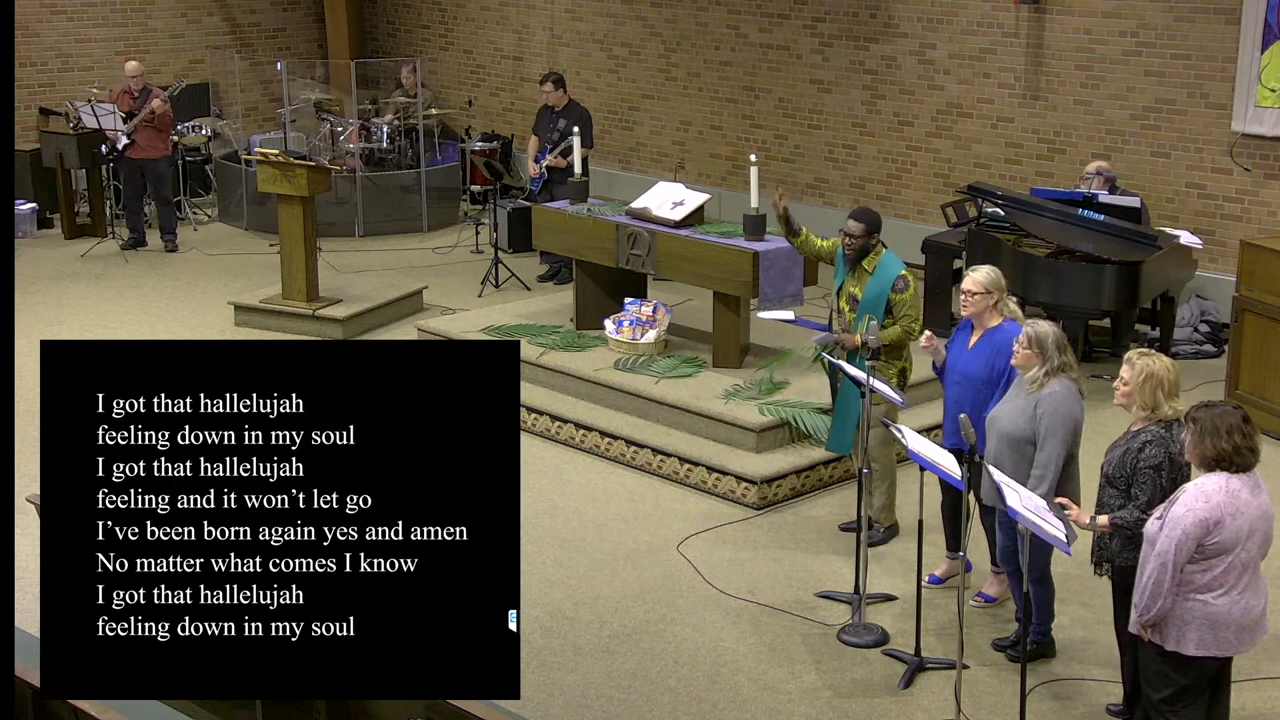 I got that hallelujah
feeling down in my soul
I got that hallelujah
feeling and it won’t let go
I’ve been born again yes and amen
No matter what comes I know
I got that hallelujah
feeling down in my soul